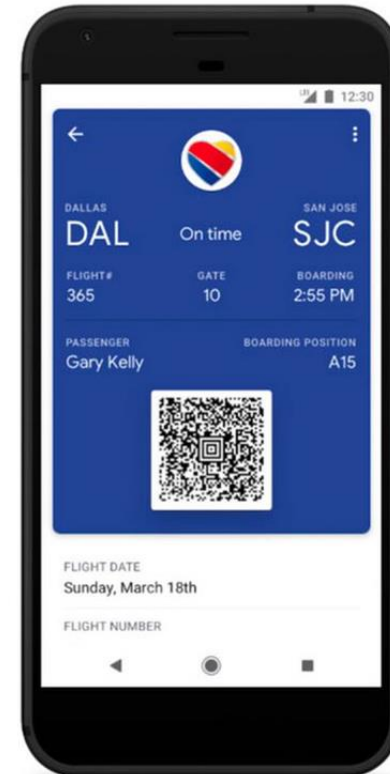 LTE 12:30
DALLAS SAN JOSE
DAL On time SJC
FLIGHT# GATE BOARDING
365 10 2:55 PM
PASSENGER BOARDING POSITION
Gary Kelly A15
FLIGHT DATE
Sunday, March 18th
FLIGHT NUMBER